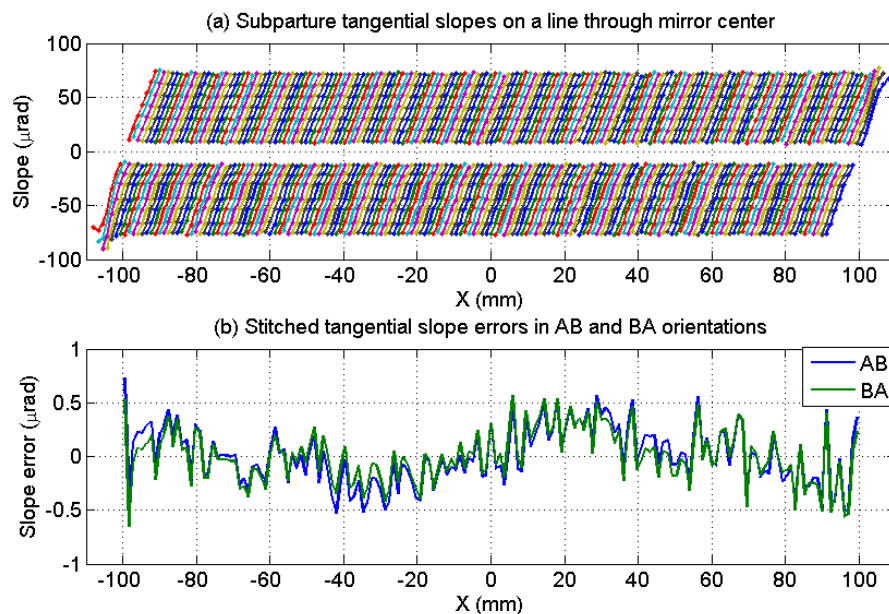 (a) Subparture tangential slopes on a line through mirror center
100
50
0
-50
-100
Slope (μrad)
-100 -80 -60 -40 -20 0 20 40 60 80 100
X (mm)
(b) Stitched tangential slope errors in AB and BA orientations
1
0.5
0
-0.5
-1
Slope error (μrad)
AB
BA
-100 -80 -60 -40 -20 0 20 40 60 80 100
X (mm)